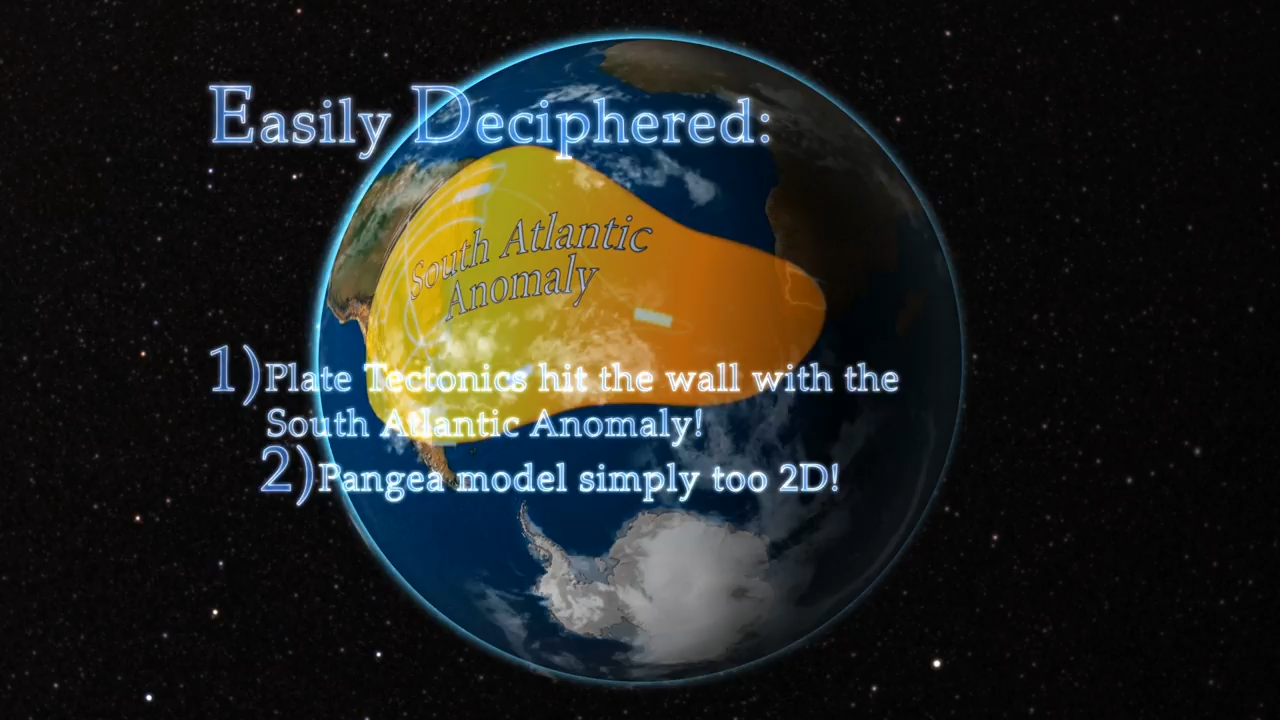 Easily Deciphered:
South Atlantic
Anomaly
1)Plate Tectonics hit the wall with the
South Atlantic Anomaly!
2)Pangea model simply too 2D!